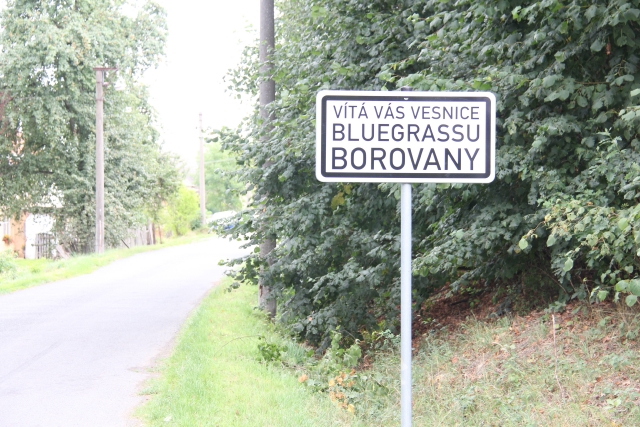 VÍTÁ VÁS VESNICE
BLUEGRASSU
BOROVANY